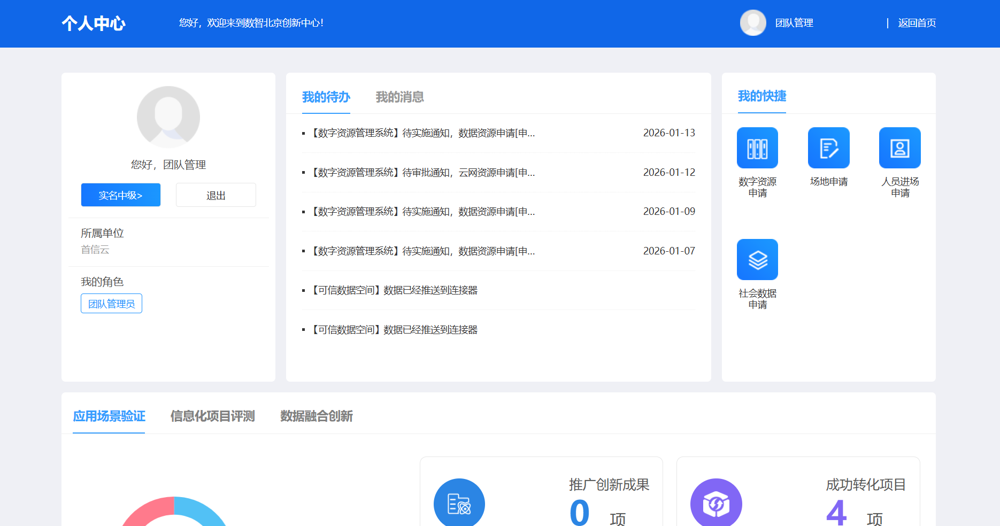 个人中心
您好，欢迎来到数智北京创新中心！
团队管理
| 返回首页
您好，团队管理
实名中级>
退出
所属单位
首信云
我的角色
团队管理员
我的待办 我的消息
▪ 【数字资源管理系统】待实施通知，数据资源申请[申... 2026-01-13
▪ 【数字资源管理系统】待审批通知，云网资源申请[申... 2026-01-12
▪ 【数字资源管理系统】待实施通知，数据资源申请[申... 2026-01-09
▪ 【数字资源管理系统】待实施通知，数据资源申请[申... 2026-01-07
▪ 【可信数据空间】数据已经推送到连接器
▪ 【可信数据空间】数据已经推送到连接器
我的快捷
数字资源
申请
场地申请
人员进场
申请
社会数据
申请
应用场景验证 信息化项目评测 数据融合创新
推广创新成果
0 项
成功转化项目
4 项